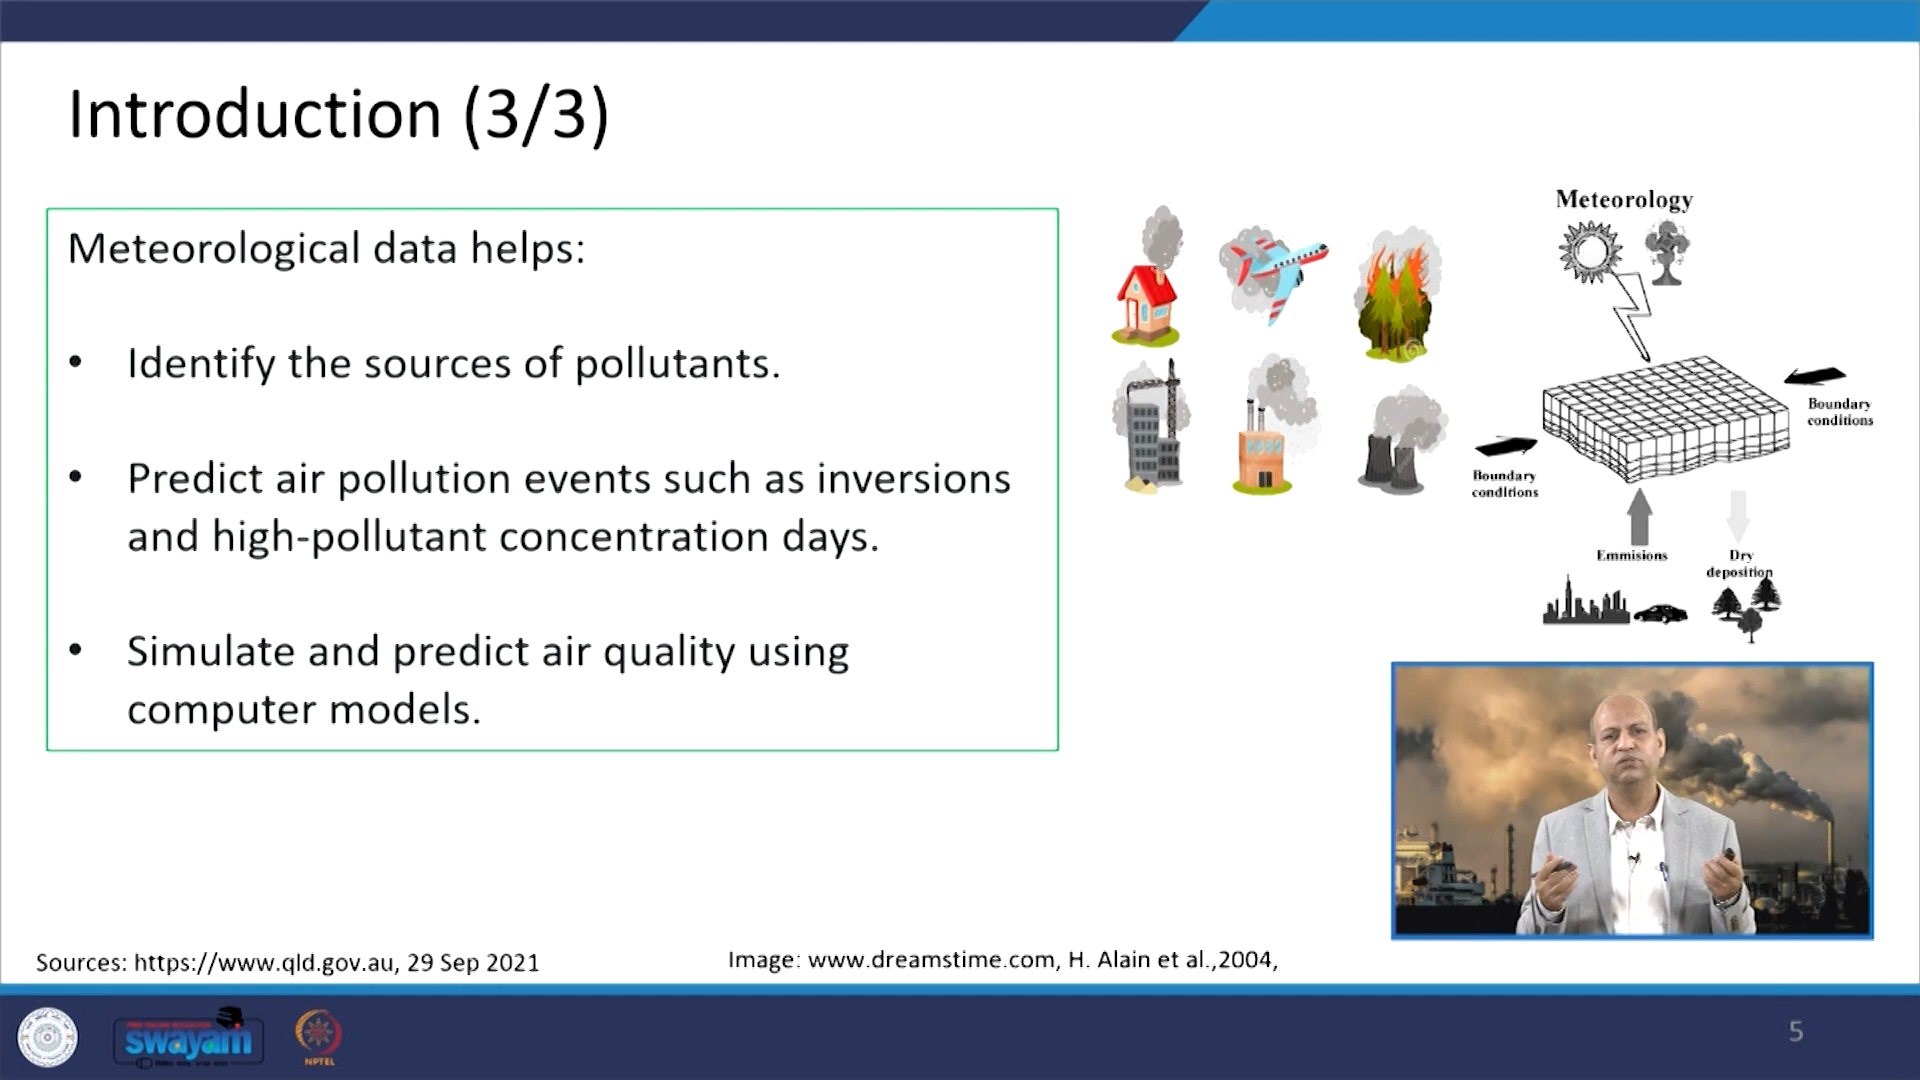 Introduction (3/3)
Meteorological data helps:
• Identify the sources of pollutants.
• Predict air pollution events such as inversions
and high-pollutant concentration days.
• Simulate and predict air quality using
computer models.
Meteorology
Boundary
conditions
Boundary
conditions
Emmisions
Dry
deposition
Sources: https://www.qld.gov.au, 29 Sep 2021
Image: www.dreamstime.com, H. Alain et al.,2004,
swayam
NPTEL
5